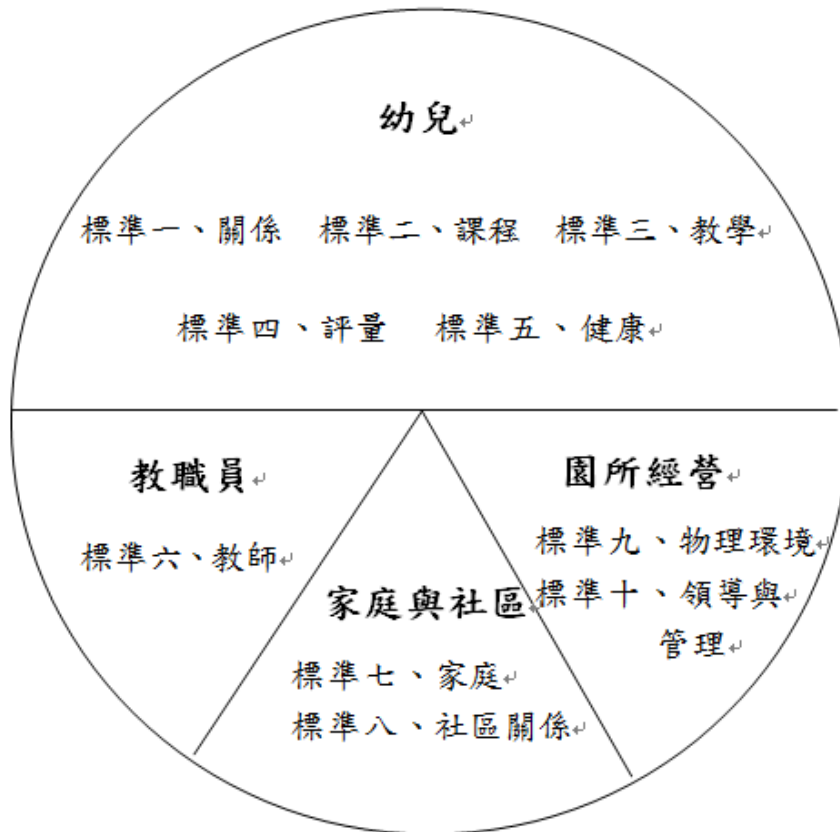 幼兒
標準一、關係 標準二、課程 標準三、教學
標準四、評量 標準五、健康
教職員
標準六、教師
家庭與社區
標準七、家庭
標準八、社區關係
園所經營
標準九、物理環境
標準十、領導與
管理